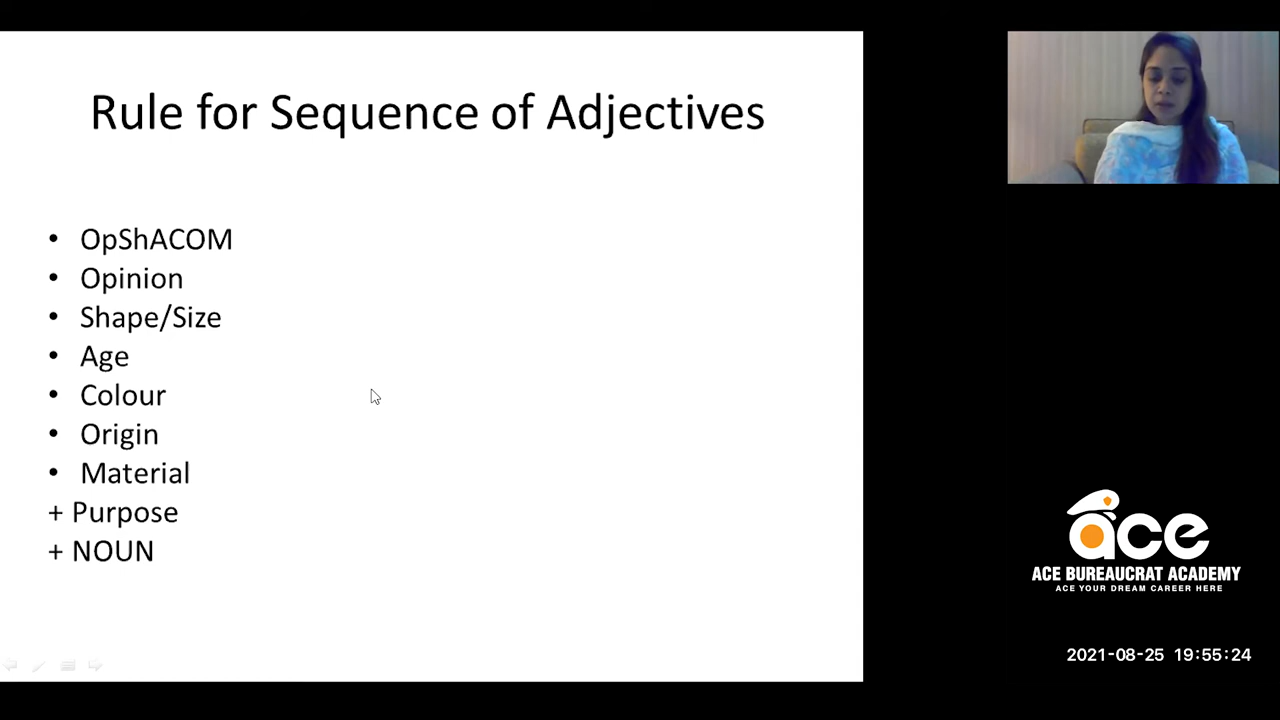 Rule for Sequence of Adjectives
• OpShACOM
• Opinion
• Shape/Size
• Age
• Colour
• Origin
• Material
+ Purpose
+ NOUN
ace
ACE BUREAUCRAT ACADEMY
ACE YOUR DREAM CAREER HERE
2021-08-25 19:55:24